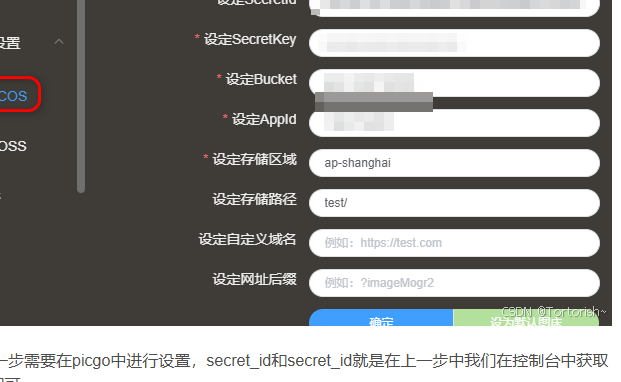 设定SecretId
设置
* 设定SecretKey
COS
* 设定Bucket
* 设定AppId
OSS
* 设定存储区域
ap-shanghai
设定存储路径
test/
设定自定义域名
例如：https://test.com
设定网址后缀
例如：?imageMogr2
确定
设为默认图床
CSDN @Tortorish~
一步需要在picgo中进行设置，secret_id和secret_id就是在上一步中我们在控制台中获取